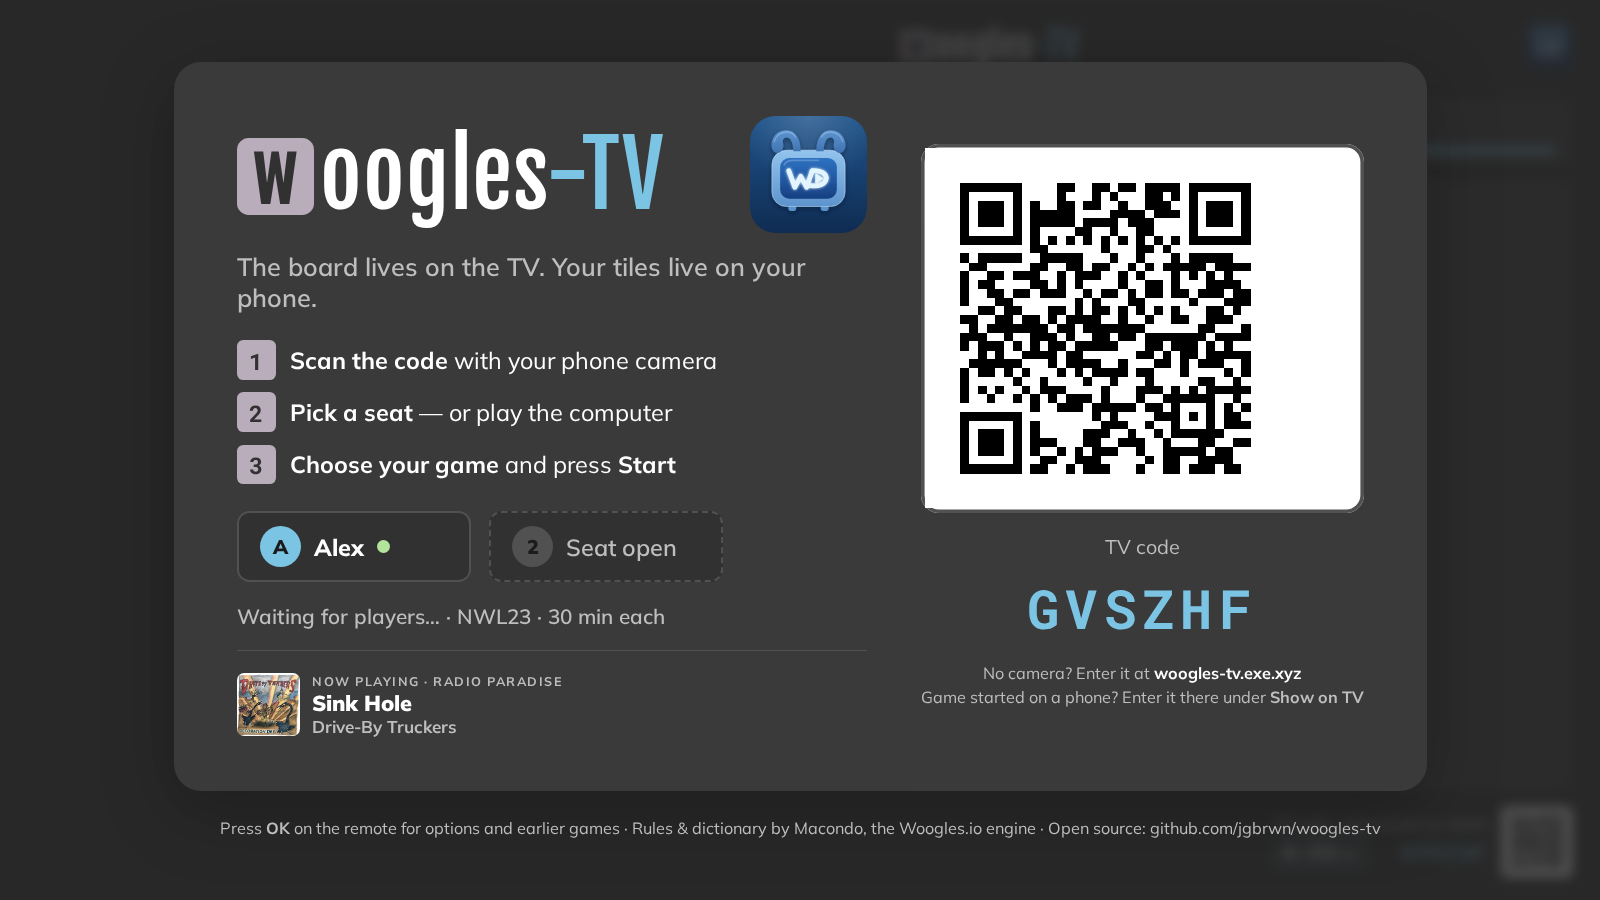 Woogles-TV
WD
The board lives on the TV. Your tiles live on your
phone.
1 Scan the code with your phone camera
2 Pick a seat — or play the computer
3 Choose your game and press Start
A Alex
2 Seat open
Waiting for players... · NWL23 · 30 min each
NOW PLAYING · RADIO PARADISE
Sink Hole
Drive-By Truckers
TV code
GVSZHF
No camera? Enter it at woogles-tv.exe.xyz
Game started on a phone? Enter it there under Show on TV
Press OK on the remote for options and earlier games · Rules & dictionary by Macondo, the Woogles.io engine · Open source: github.com/jgbrwn/woogles-tv